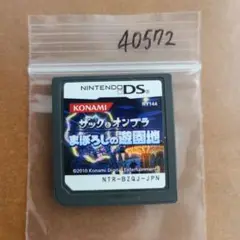 40572
NINTENDO DS
KONAMI
RY144
ザック&オンブラ
まぼろしの遊園地
©2010 Konami Digital Entertainment
NTR-BZQJ-JPN